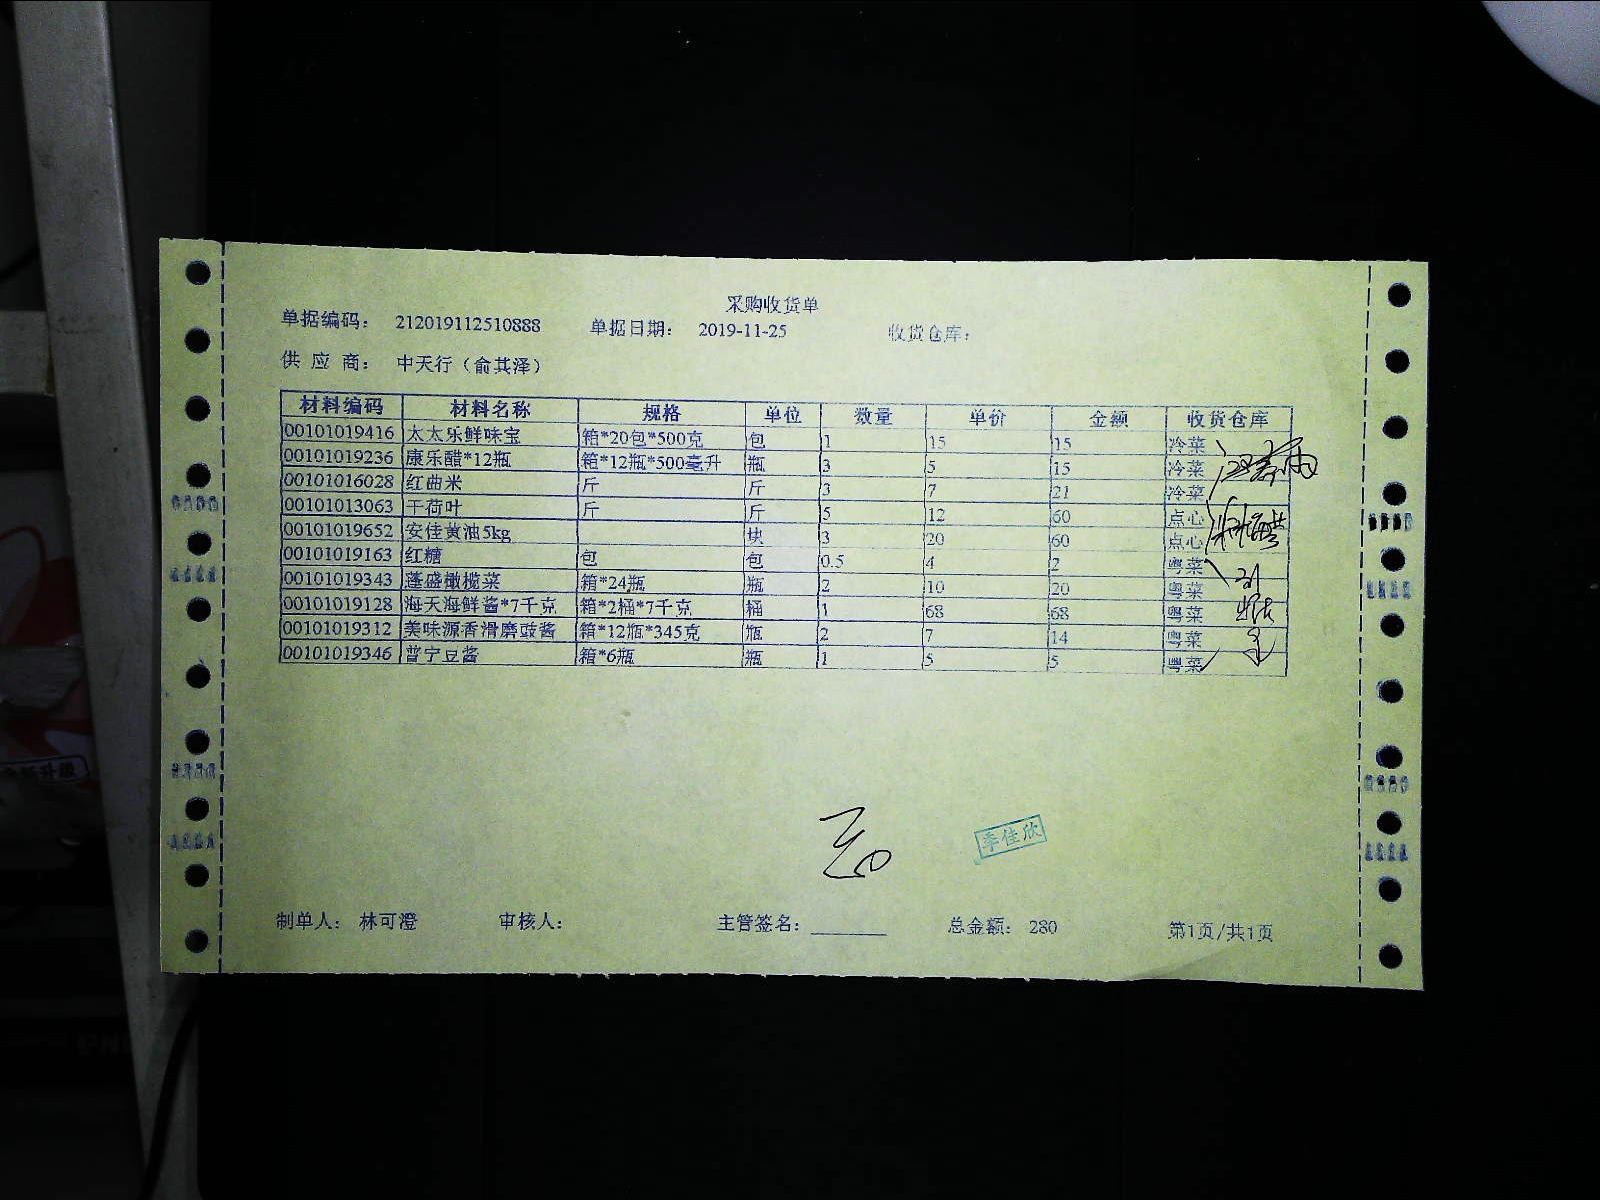 采购收货单
单据编码： 212019112510888 单据日期： 2019-11-25 收货仓库：
供 应 商： 中天行（俞其泽）
材料编码 材料名称 规格 单位 数量 单价 金额 收货仓库
00101019416 太太乐鲜味宝 箱*20包*500克 包 1 15 15 冷菜
00101019236 康乐醋*12瓶 箱*12瓶*500毫升 瓶 3 5 15 冷菜
00101016028 红曲米 斤 斤 3 7 21 冷菜
00101013063 干荷叶 斤 斤 5 12 60 点心
00101019652 安佳黄油5kg 块 3 20 60 点心
00101019163 红糖 包 包 0.5 4 2 粤菜
00101019343 蓬盛橄榄菜 箱*24瓶 瓶 2 10 20 粤菜
00101019128 海天海鲜酱*7千克 箱*2桶*7千克 桶 1 68 68 粤菜
00101019312 美味源香滑磨豉酱 箱*12瓶*345克 瓶 2 7 14 粤菜
00101019346 普宁豆酱 箱*6瓶 瓶 1 5 5 粤菜
季佳欣
制单人： 林可澄 审核人： 主管签名： 总金额： 280 第1页/共1页